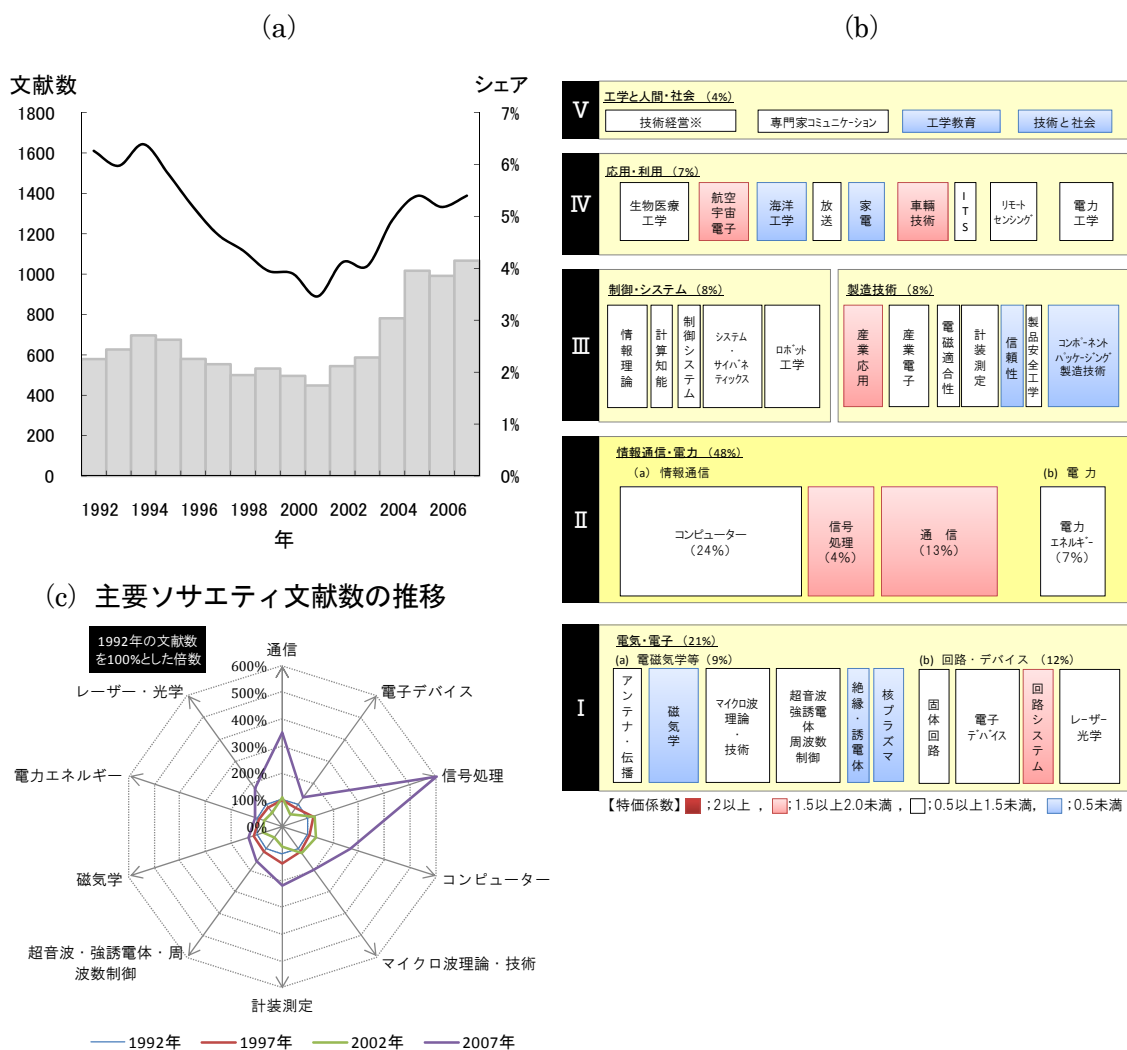 (a)
文献数
シェア
1800
1600
1400
1200
1000
800
600
400
200
0
7%
6%
5%
4%
3%
2%
1%
0%
1992 1994 1996 1998 2000 2002 2004 2006
年
(b)
Ⅴ
工学と人間・社会 (4%)
技術経営※
専門家コミュニケーション
工学教育
技術と社会
Ⅳ
応用・利用 (7%)
生物医療
工学
航空
宇宙
電子
海洋
工学
放送
家電
車輛
技術
ITS
リモート
センシング
電力
工学
Ⅲ
制御・システム (8%)
情報理論
計算知能
制御システム
システム
・
サイバネ
ティックス
ロボット
工学
製造技術 (8%)
産業応用
産業電子
電磁適合性
計装測定
信頼性
製品安全工学
コンポーネント
パッケージング
製造技術
Ⅱ
情報通信・電力 (48%)
(a) 情報通信
(b) 電 力
コンピューター
(24%)
信号
処理
(4%)
通 信
(13%)
電力
エネルギー
(7%)
Ⅰ
電気・電子 (21%)
(a) 電磁気学等 (9%)
(b) 回路・デバイス (12%)
アンテナ・伝播
磁気学
マイクロ波
理論
・
技術
超音波
強誘電
体
周波数
制御
絶縁・誘電体
核プラズマ
固体回路
電子
デバイス
回路システム
レーザー
光学
【特価係数】 ;2以上 , ;1.5以上2.0未満 , ;0.5以上1.5未満, ;0.5未満
(c) 主要ソサエティ文献数の推移
1992年の文献数
を100%とした倍数
通信
電子デバイス
信号処理
コンピューター
マイクロ波理論・技術
計装測定
超音波・強誘電体・周
波数制御
磁気学
電力エネルギー
レーザー・光学
600%
500%
400%
300%
200%
100%
0%
1992年 1997年 2002年 2007年